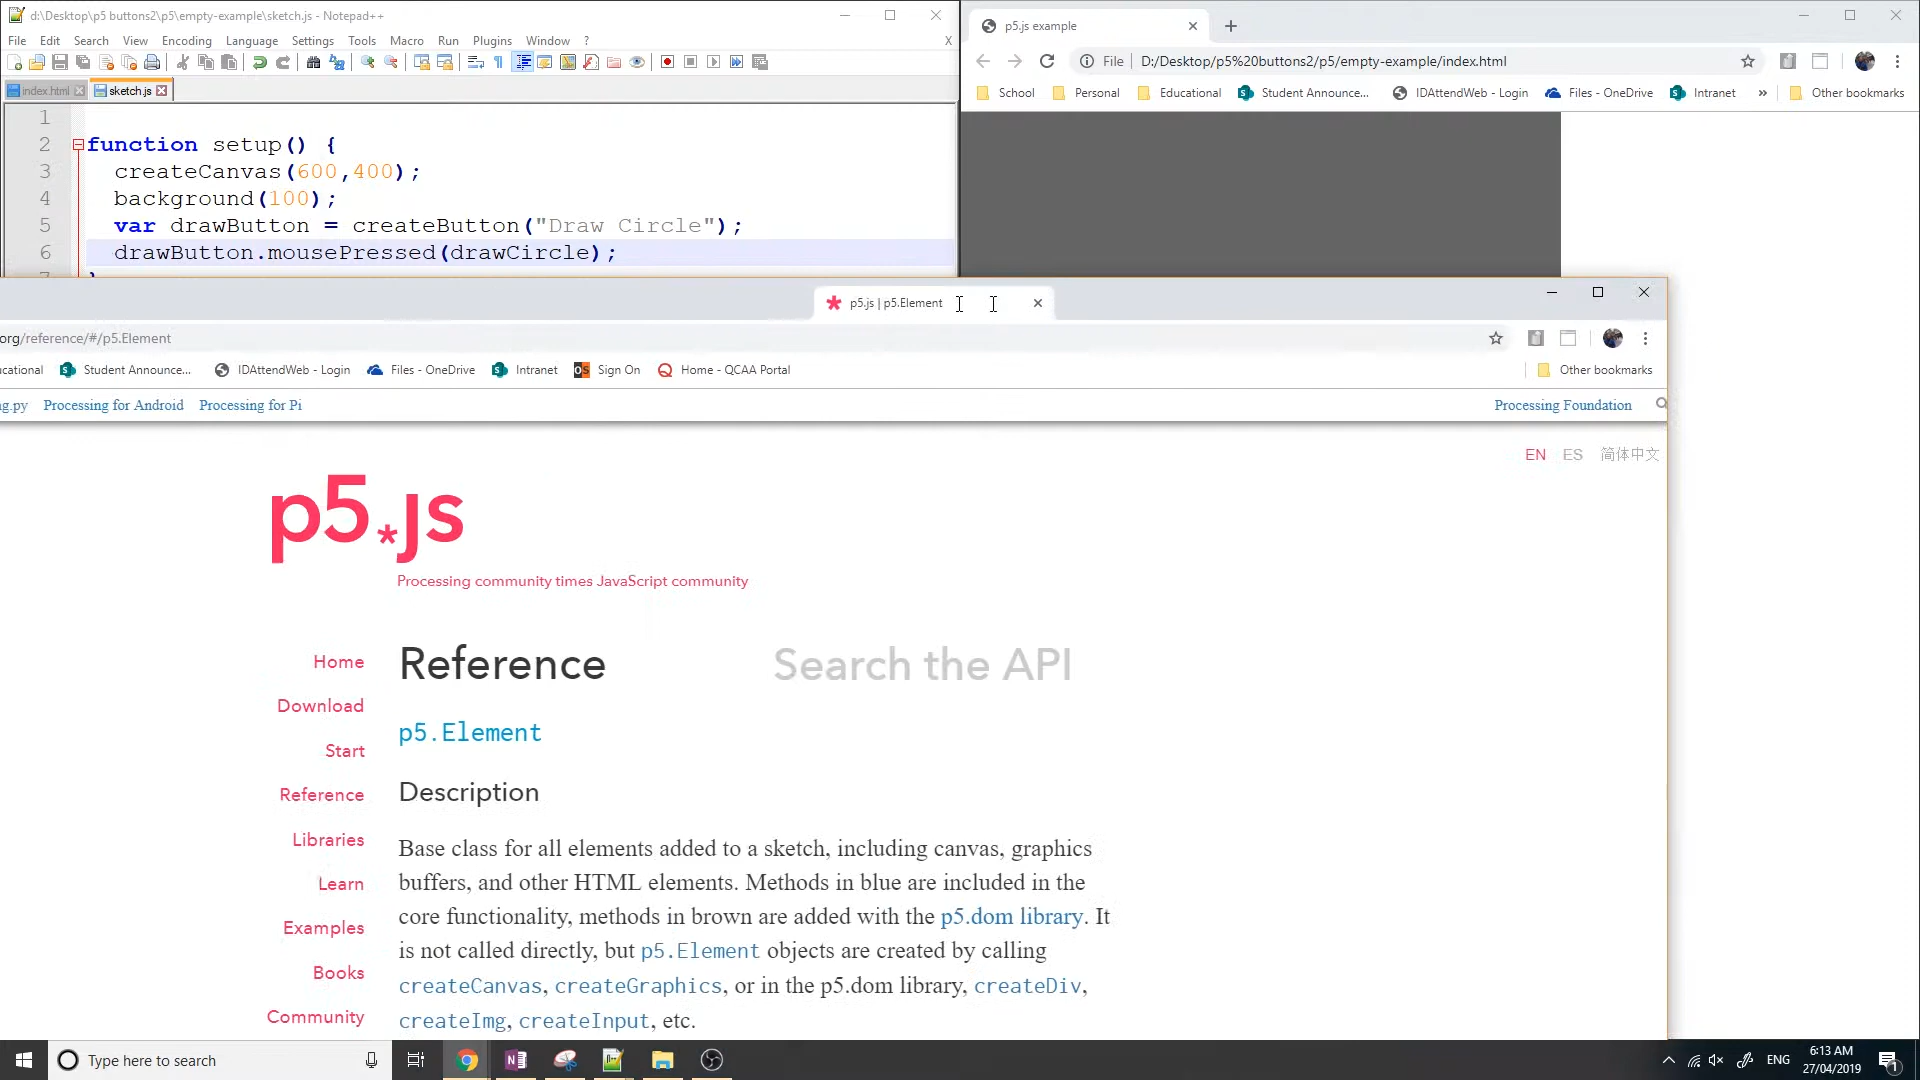 d:\Desktop\p5 buttons2\p5\empty-example\sketch.js - Notepad++
File Edit Search View Encoding Language Settings Tools Macro Run Plugins Window ? X
index.html sketch.js
1
2 function setup() {
3 createCanvas(600,400);
4 background(100);
5 var drawButton = createButton("Draw Circle");
6 drawButton.mousePressed(drawCircle);
p5.js example
File D:/Desktop/p5%20buttons2/p5/empty-example/index.html
School Personal Educational Student Announce... IDAttendWeb - Login Files - OneDrive Intranet » Other bookmarks
p5.js | p5.Element
org/reference/#/p5.Element
cational Student Announce... IDAttendWeb - Login Files - OneDrive Intranet Sign On Home - QCAA Portal Other bookmarks
g.py Processing for Android Processing for Pi Processing Foundation
EN ES 简体中文
p5.*js
Processing community times JavaScript community
Home
Download
Start
Reference
Libraries
Learn
Examples
Books
Community
Reference Search the API
p5.Element
Description
Base class for all elements added to a sketch, including canvas, graphics
buffers, and other HTML elements. Methods in blue are included in the
core functionality, methods in brown are added with the p5.dom library. It
is not called directly, but p5.Element objects are created by calling
createCanvas, createGraphics, or in the p5.dom library, createDiv,
createImg, createInput, etc.
Type here to search
ENG
6:13 AM
27/04/2019
1